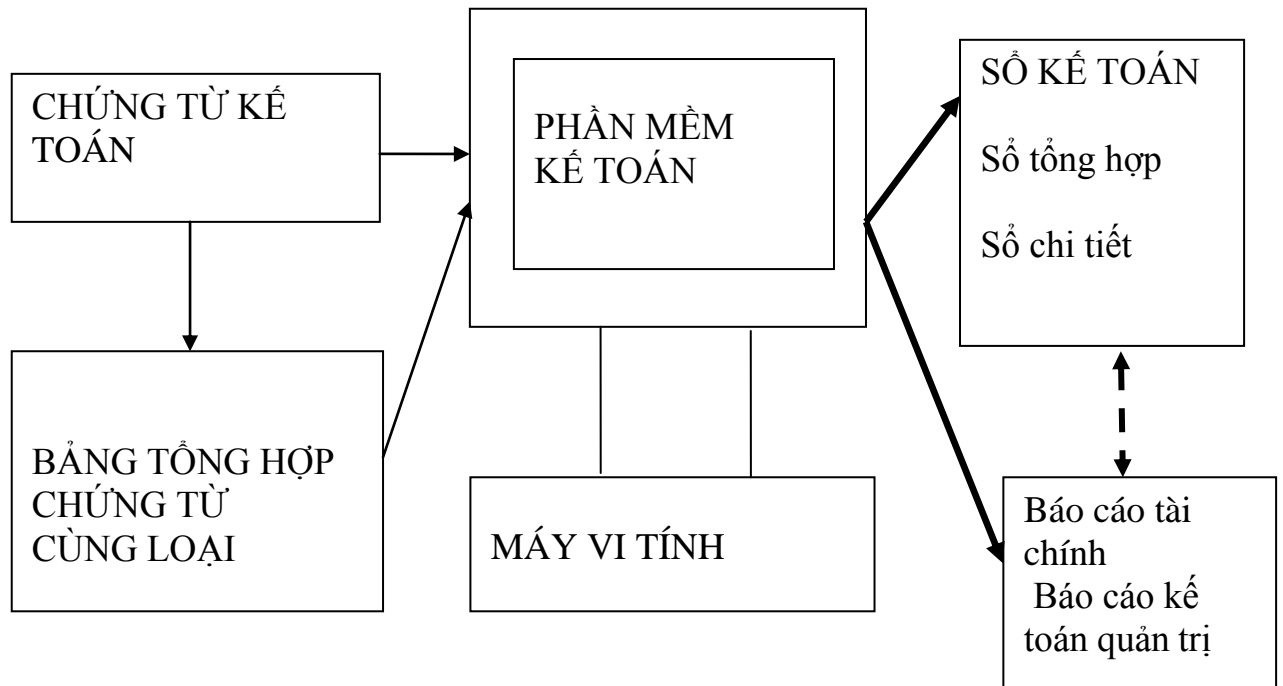 CHỨNG TỪ KẾ
TOÁN
BẢNG TỔNG HỢP
CHỨNG TỪ
CÙNG LOẠI
PHẦN MỀM
KẾ TOÁN
MÁY VI TÍNH
SỔ KẾ TOÁN
Sổ tổng hợp
Sổ chi tiết
Báo cáo tài
chính
Báo cáo kế
toán quản trị